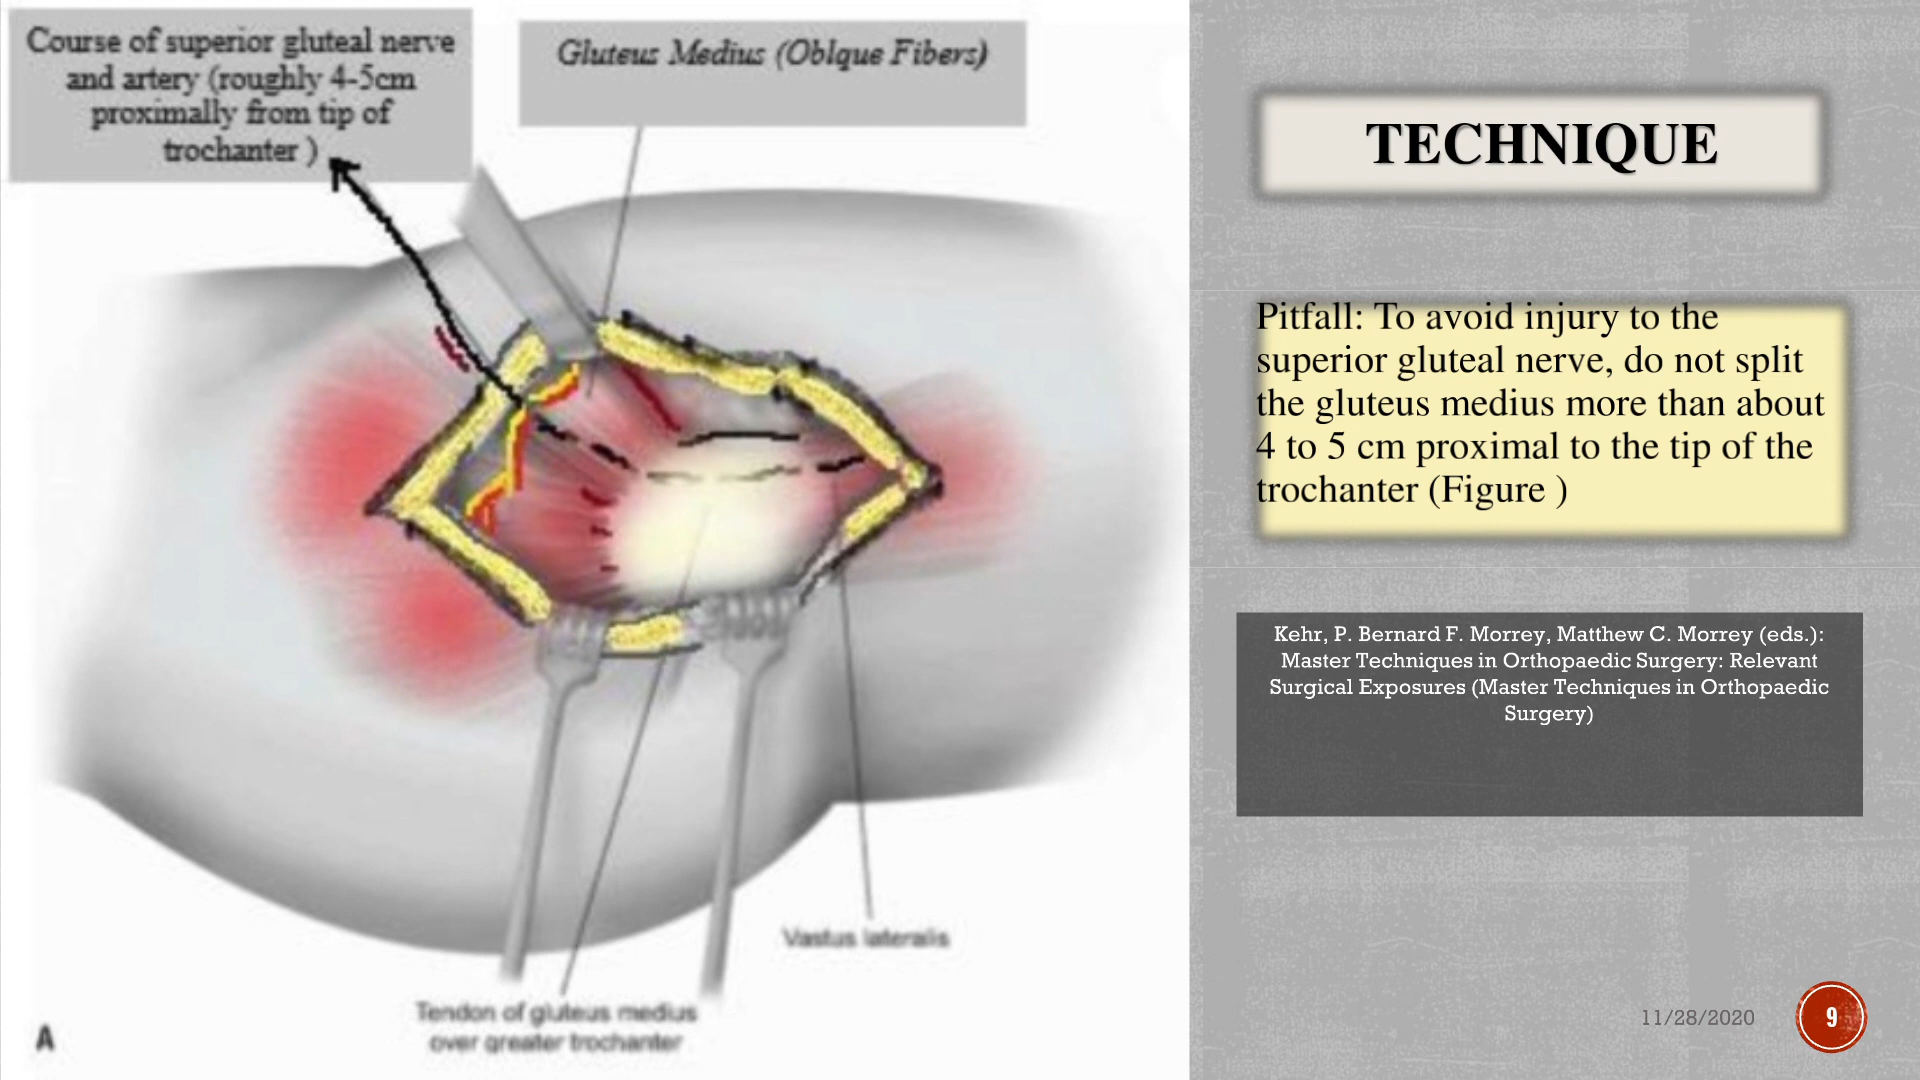 Course of superior gluteal nerve
and artery (roughly 4-5cm
proximally from tip of
trochanter )
Gluteus Medius (Oblque Fibers)
Vastus lateralis
Tendon of gluteus medius
over greater trochanter
A
TECHNIQUE
Pitfall: To avoid injury to the
superior gluteal nerve, do not split
the gluteus medius more than about
4 to 5 cm proximal to the tip of the
trochanter (Figure )
Kehr, P. Bernard F. Morrey, Matthew C. Morrey (eds.):
Master Techniques in Orthopaedic Surgery: Relevant
Surgical Exposures (Master Techniques in Orthopaedic
Surgery)
11/28/2020
9